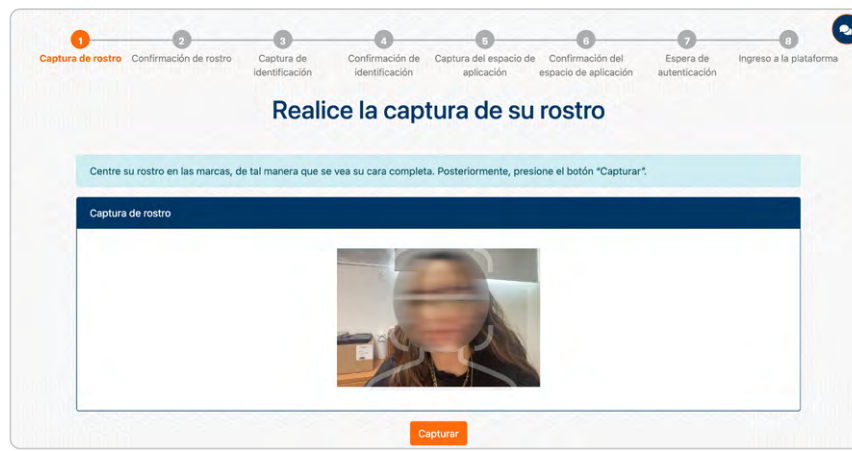 1 2 3 4 5 6 7 8
Captura de rostro Confirmación de rostro Captura de Confirmación de Captura del espacio de Confirmación del Espera de Ingreso a la plataforma
identificación identificación aplicación espacio de aplicación autenticación
Realice la captura de su rostro
Centre su rostro en las marcas, de tal manera que se vea su cara completa. Posteriormente, presione el botón "Capturar".
Captura de rostro
Capturar